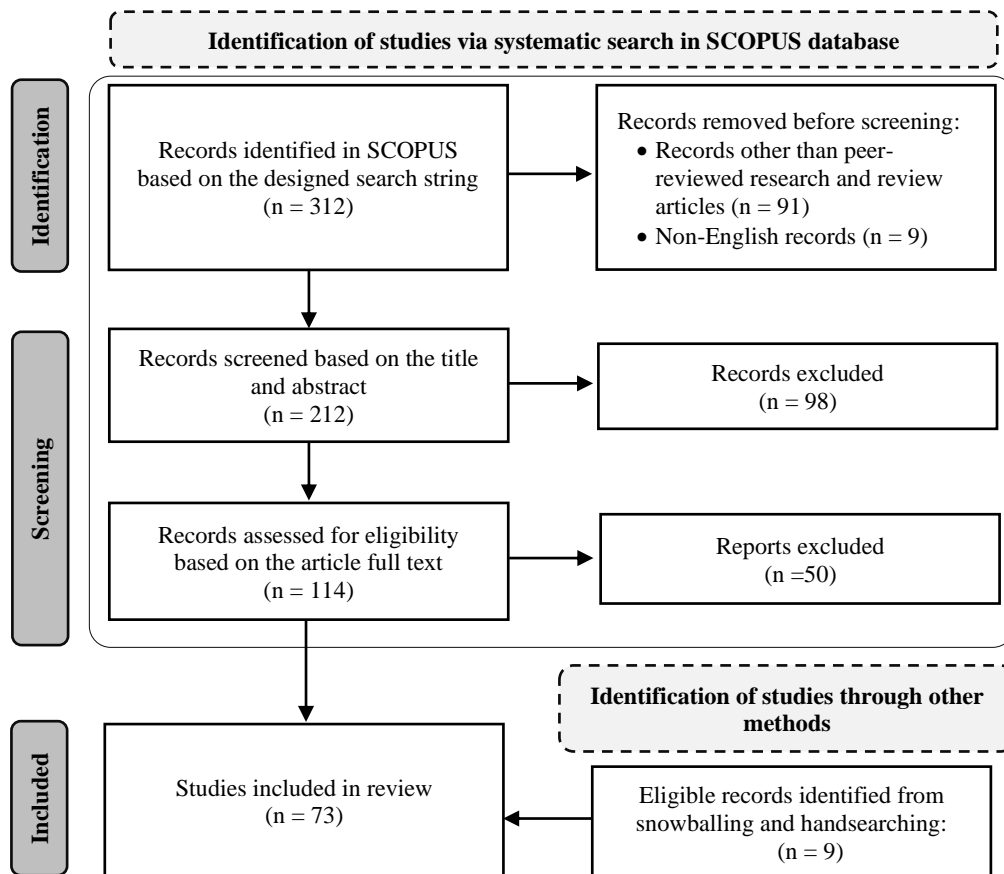 Identification of studies via systematic search in SCOPUS database
Identification
Records identified in SCOPUS
based on the designed search string
(n = 312)
Records removed before screening:
• Records other than peer-
reviewed research and review
articles (n = 91)
• Non-English records (n = 9)
Screening
Records screened based on the title
and abstract
(n = 212)
Records excluded
(n = 98)
Records assessed for eligibility
based on the article full text
(n = 114)
Reports excluded
(n =50)
Identification of studies through other
methods
Included
Studies included in review
(n = 73)
Eligible records identified from
snowballing and handsearching:
(n = 9)